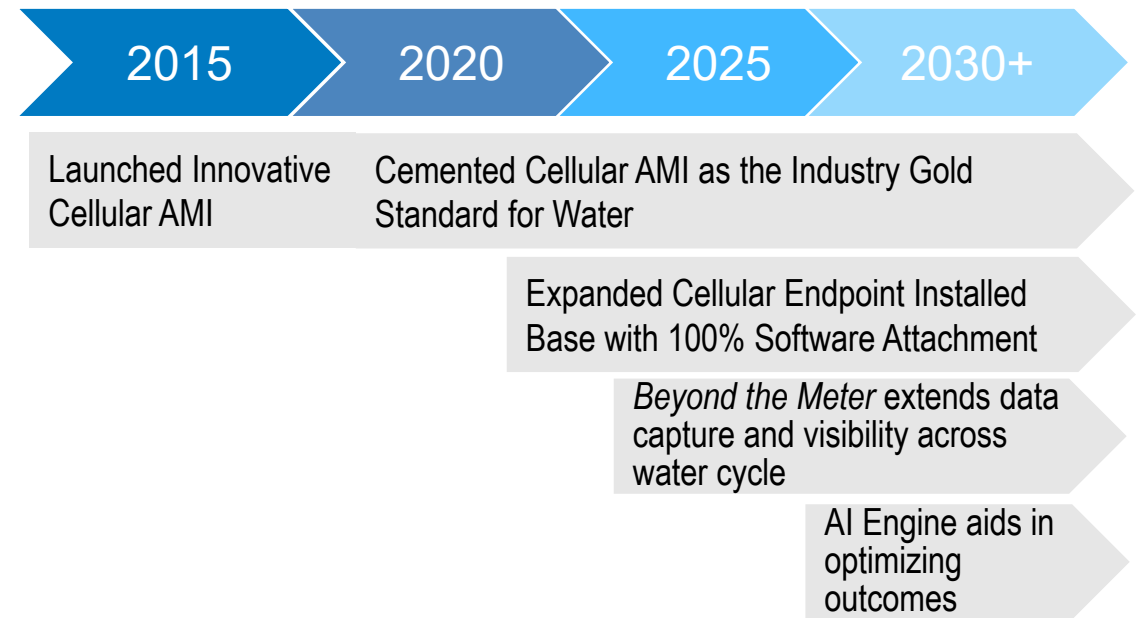 2015
2020
2025
2030+
Launched Innovative
Cellular AMI
Cemented Cellular AMI as the Industry Gold
Standard for Water
Expanded Cellular Endpoint Installed
Base with 100% Software Attachment
Beyond the Meter extends data
capture and visibility across
water cycle
AI Engine aids in
optimizing
outcomes